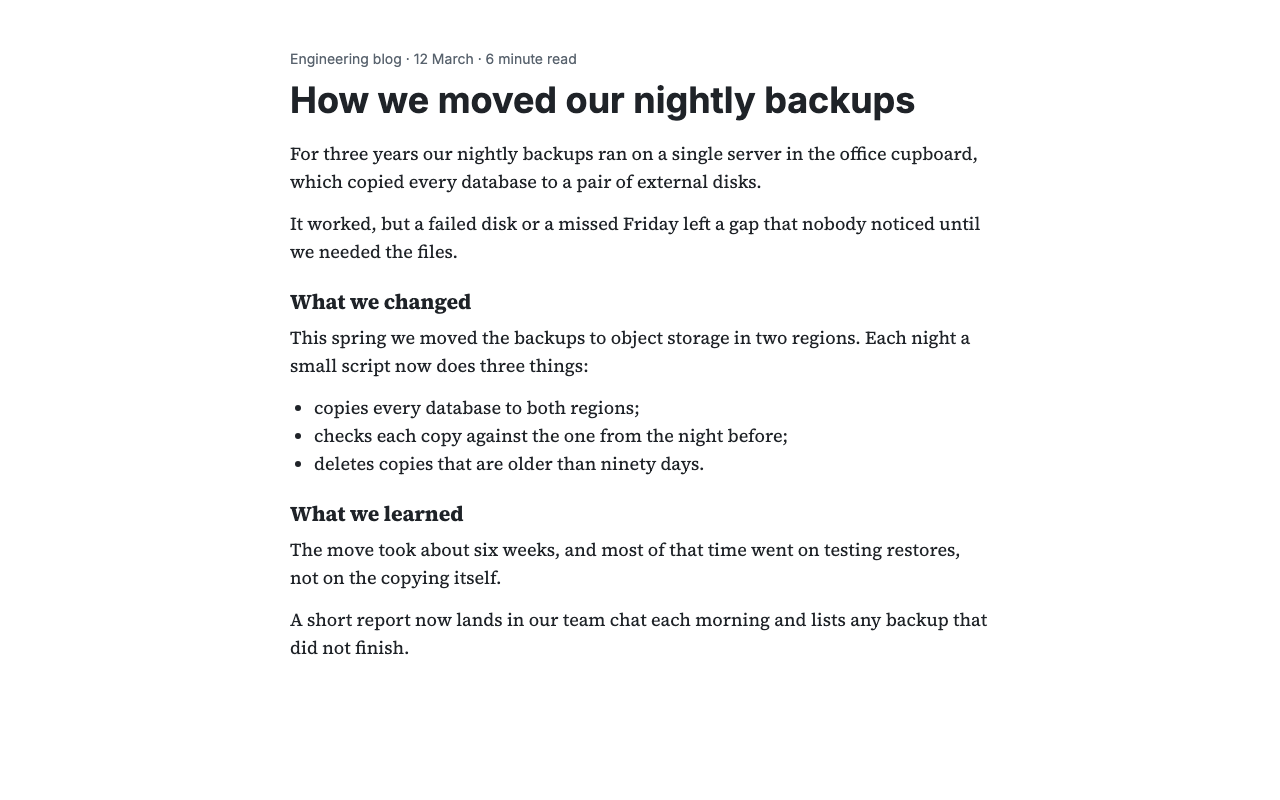 Engineering blog · 12 March · 6 minute read
How we moved our nightly backups
For three years our nightly backups ran on a single server in the office cupboard,
which copied every database to a pair of external disks.
It worked, but a failed disk or a missed Friday left a gap that nobody noticed until
we needed the files.
What we changed
This spring we moved the backups to object storage in two regions. Each night a
small script now does three things:
• copies every database to both regions;
• checks each copy against the one from the night before;
• deletes copies that are older than ninety days.
What we learned
The move took about six weeks, and most of that time went on testing restores,
not on the copying itself.
A short report now lands in our team chat each morning and lists any backup that
did not finish.